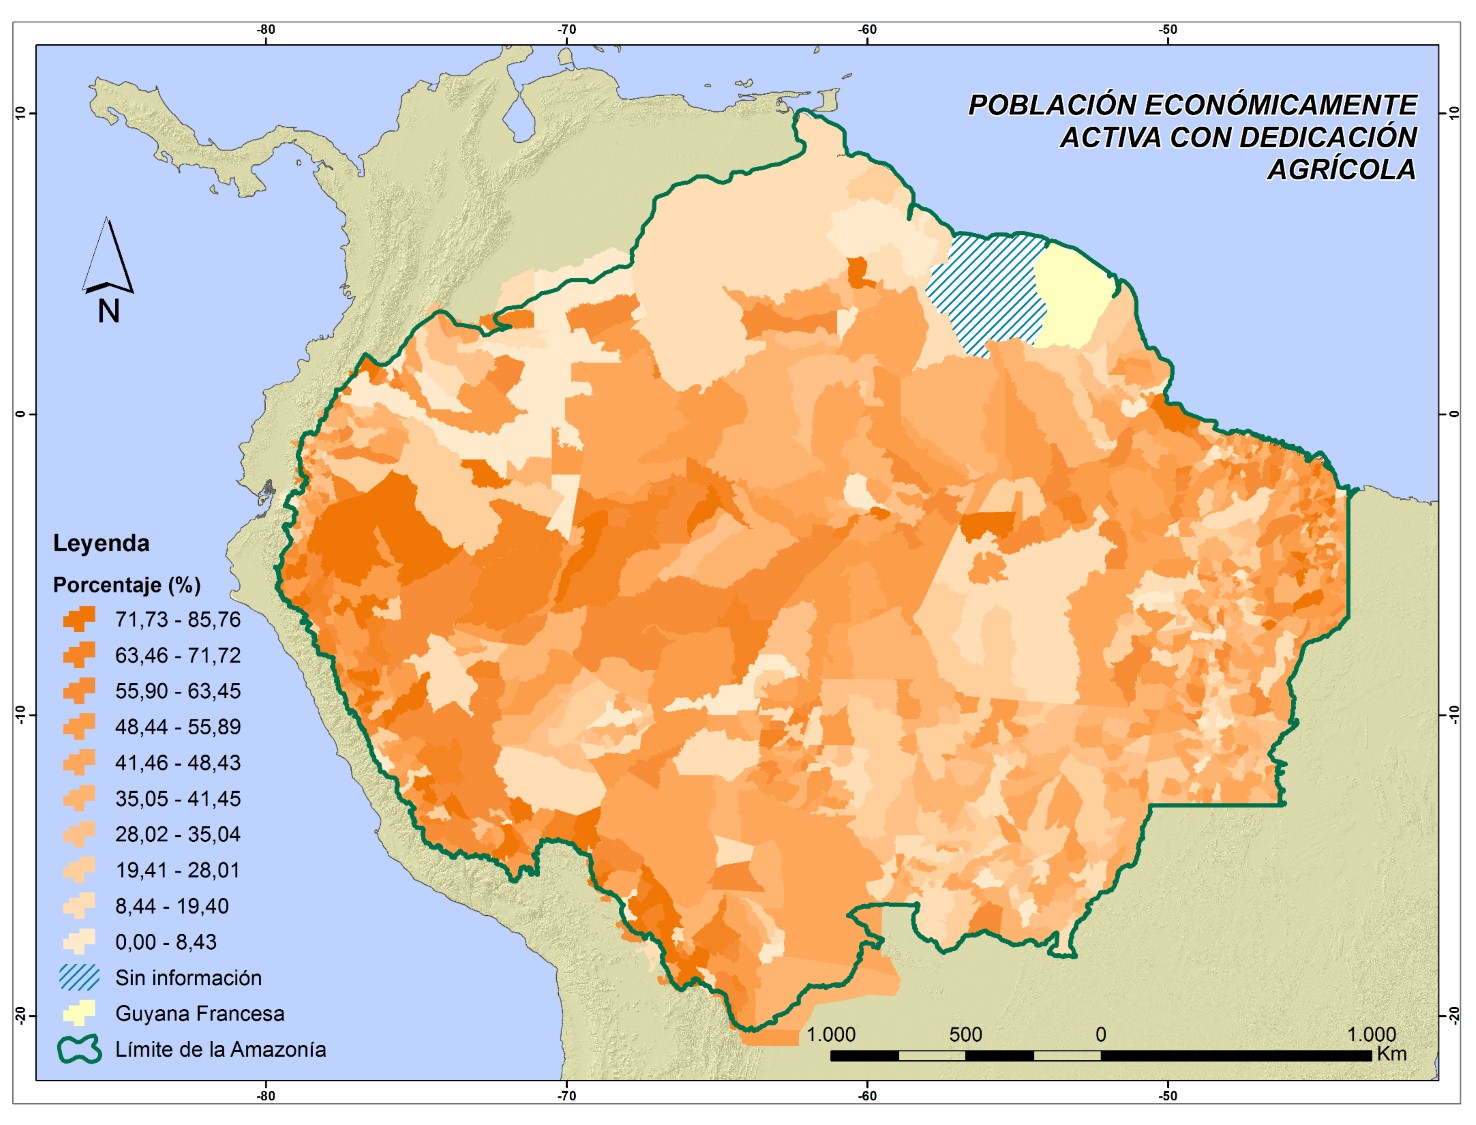 -80 -70 -60 -50
10 10
POBLACIÓN ECONÓMICAMENTE
ACTIVA CON DEDICACIÓN
AGRÍCOLA
N
0 0
Leyenda
Porcentaje (%)
71,73 - 85,76
63,46 - 71,72
55,90 - 63,45
48,44 - 55,89
41,46 - 48,43
35,05 - 41,45
28,02 - 35,04
19,41 - 28,01
8,44 - 19,40
0,00 - 8,43
Sin información
Guyana Francesa
Límite de la Amazonía
-10 -10
-20 -20
1.000 500 0 1.000
Km
-80 -70 -60 -50